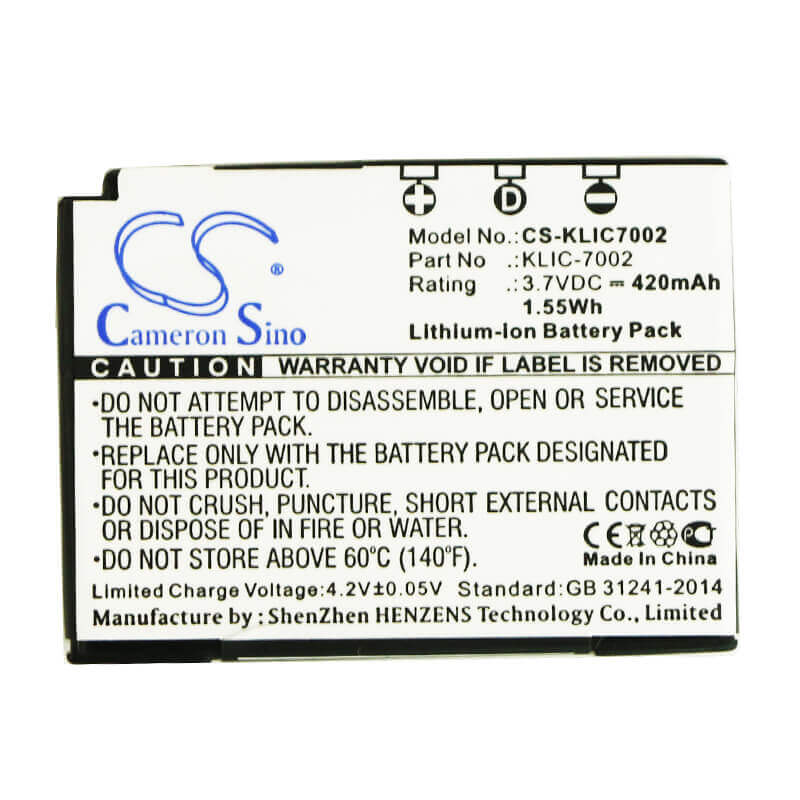 + D −
CS®
Cameron Sino
Model No.: CS-KLIC7002
Part No : KLIC-7002
Rating : 3.7VDC ⎓ 420mAh
1.55Wh
Lithium-ion Battery Pack
CAUTION WARRANTY VOID IF LABEL IS REMOVED
•DO NOT ATTEMPT TO DISASSEMBLE, OPEN OR SERVICE
THE BATTERY PACK.
•REPLACE ONLY WITH THE BATTERY PACK DESIGNATED
FOR THIS PRODUCT.
•DO NOT CRUSH, PUNCTURE, SHORT EXTERNAL CONTACTS
OR DISPOSE OF IN FIRE OR WATER.
•DO NOT STORE ABOVE 60°C (140°F).
CE
Made In China
Limited Charge Voltage:4.2V±0.05V Standard:GB 31241-2014
Manufacture by : ShenZhen HENZENS Technology Co., Limited